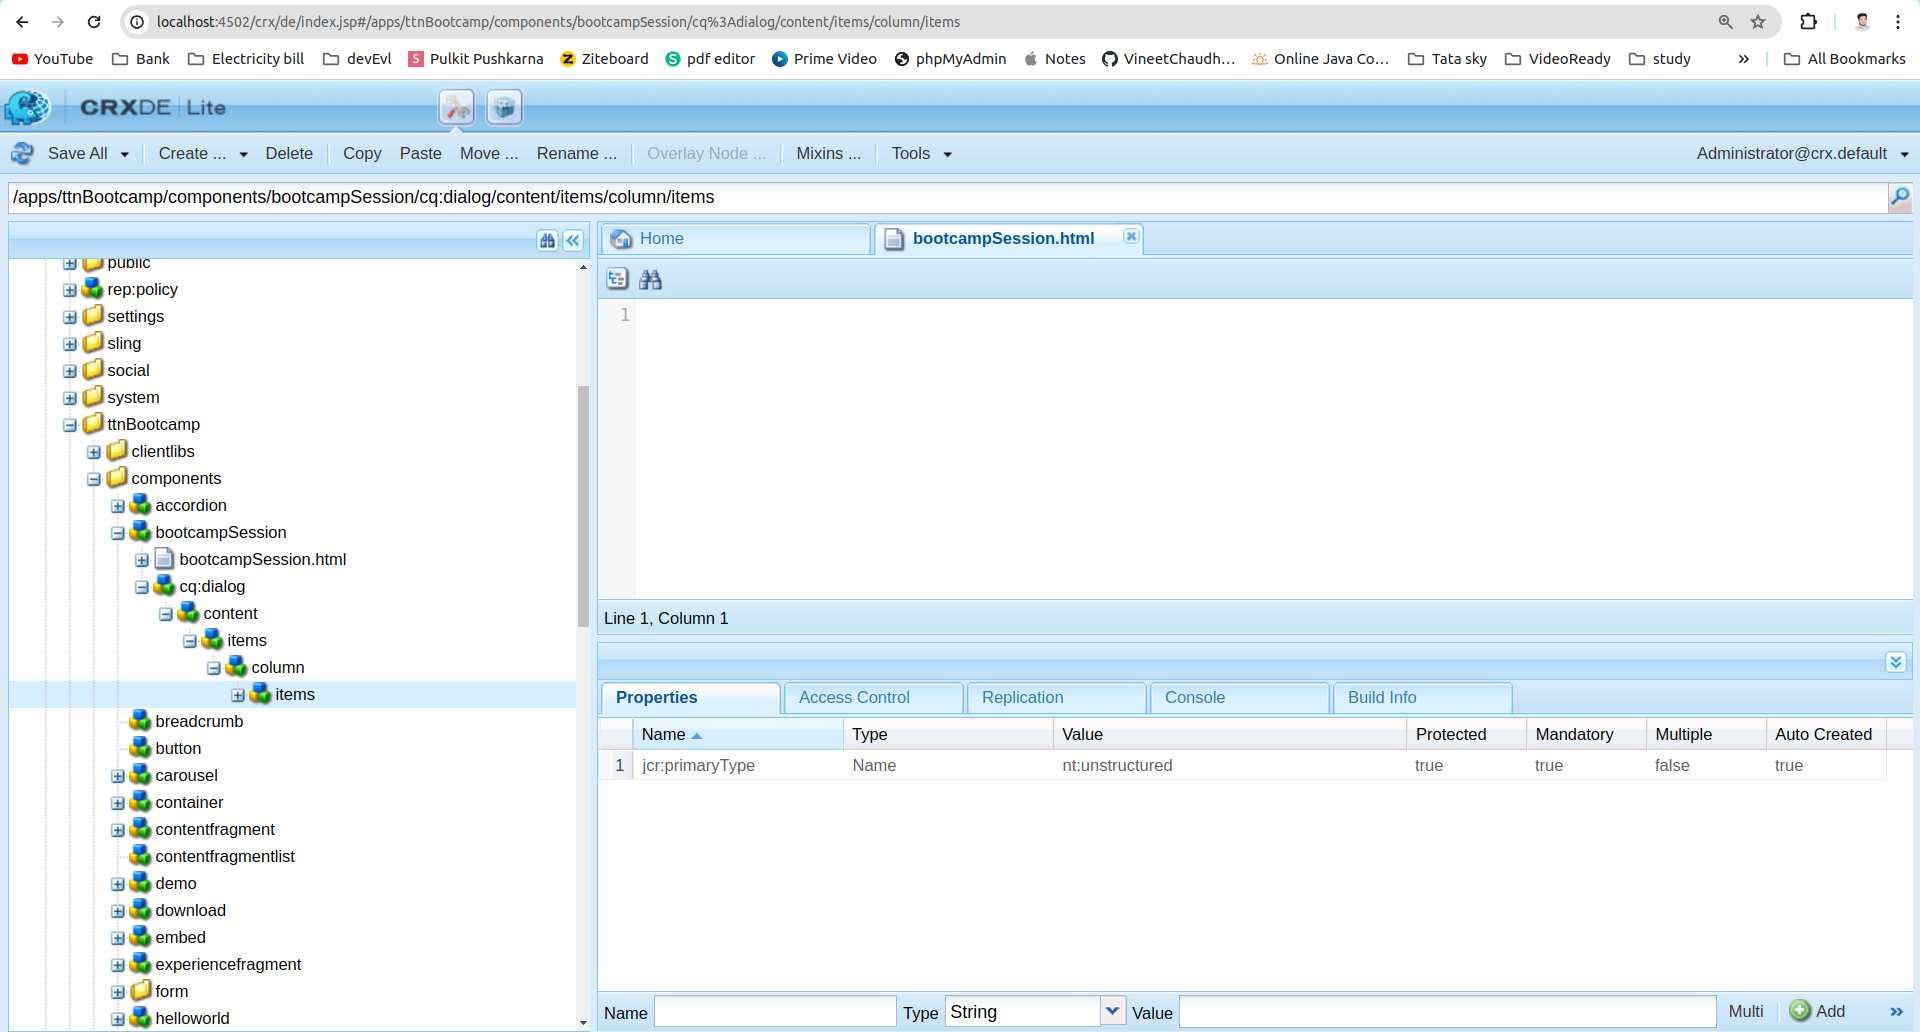 localhost:4502/crx/de/index.jsp#/apps/ttnBootcamp/components/bootcampSession/cq%3Adialog/content/items/column/items
YouTube Bank Electricity bill devEvl Pulkit Pushkarna Ziteboard pdf editor Prime Video phpMyAdmin Notes VineetChaudh... Online Java Co... Tata sky VideoReady study » All Bookmarks
CRXDE Lite
Save All Create ... Delete Copy Paste Move ... Rename ... Overlay Node ... Mixins ... Tools Administrator@crx.default
/apps/ttnBootcamp/components/bootcampSession/cq:dialog/content/items/column/items
Home bootcampSession.html
public
rep:policy
settings
sling
social
system
ttnBootcamp
clientlibs
components
accordion
bootcampSession
bootcampSession.html
cq:dialog
content
items
column
items
breadcrumb
button
carousel
container
contentfragment
contentfragmentlist
demo
download
embed
experiencefragment
form
helloworld
1
Line 1, Column 1
Properties Access Control Replication Console Build Info
Name Type Value Protected Mandatory Multiple Auto Created
1 jcr:primaryType Name nt:unstructured true true false true
Name Type String Value Multi Add »